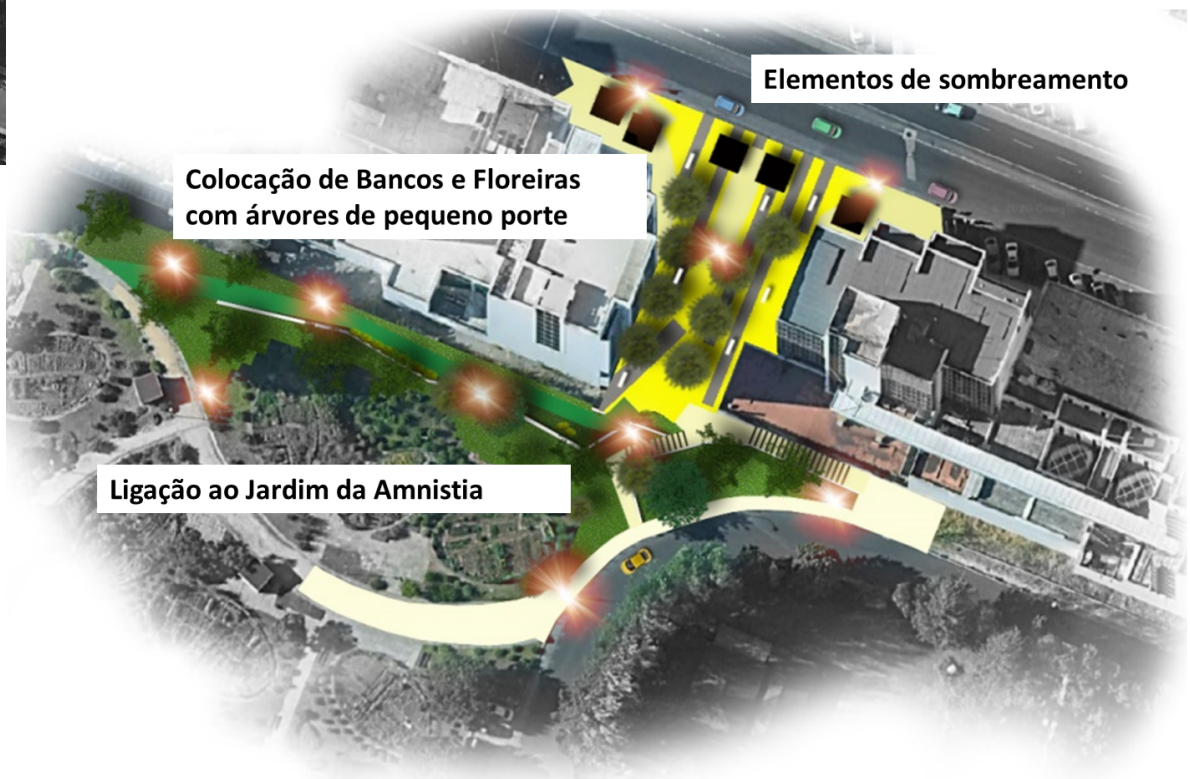 Elementos de sombreamento
Colocação de Bancos e Floreiras
com árvores de pequeno porte
Ligação ao Jardim da Amnistia